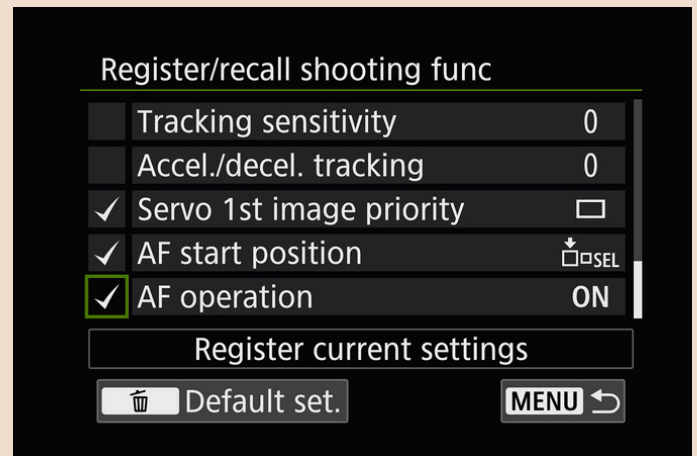 Register/recall shooting func
Tracking sensitivity 0
Accel./decel. tracking 0
Servo 1st image priority
AF start position SEL
AF operation ON
Register current settings
Default set. MENU